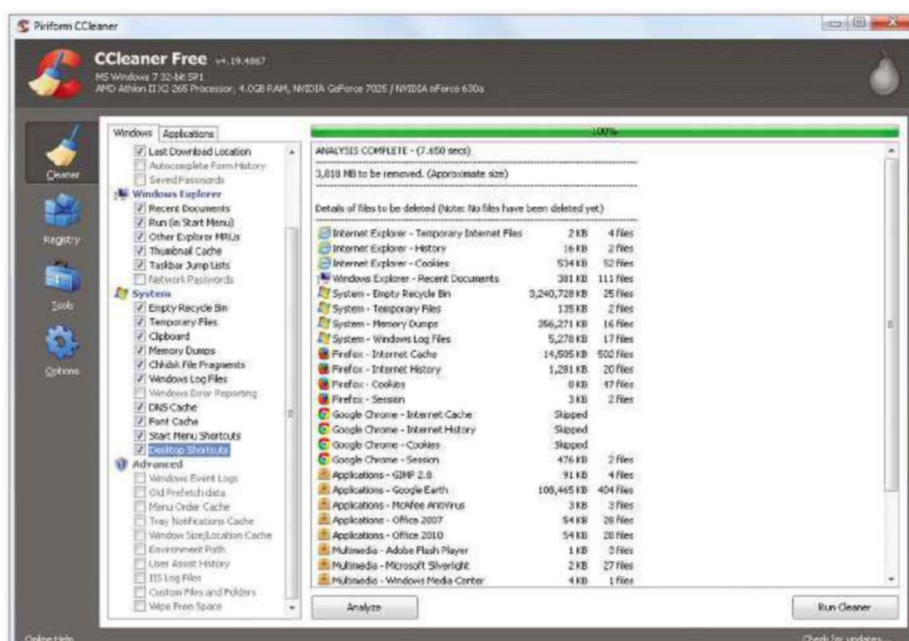 Piriform CCleaner
CCleaner Free v4.19.4867
MS Windows 7 32-bit SP1
AMD Athlon II X2 265 Processor, 4.0GB RAM, NVIDIA GeForce 7025 / NVIDIA nForce 630a
Cleaner
Registry
Tools
Options
Windows
Applications
Last Download Location
Autocomplete Form History
Saved Passwords
Windows Explorer
Recent Documents
Run (in Start Menu)
Other Explorer MRUs
Thumbnail Cache
Taskbar Jump Lists
Network Passwords
System
Empty Recycle Bin
Temporary Files
Clipboard
Memory Dumps
Chkdsk File Fragments
Windows Log Files
Windows Error Reporting
DNS Cache
Font Cache
Start Menu Shortcuts
Desktop Shortcuts
Advanced
Windows Event Logs
Old Prefetch data
Menu Order Cache
Tray Notifications Cache
Window Size/Location Cache
Environment Path
User Assist History
IIS Log Files
Custom Files and Folders
Wipe Free Space
100%
ANALYSIS COMPLETE - (7.650 secs)
3,818 MB to be removed. (Approximate size)
Details of files to be deleted (Note: No files have been deleted yet)
Internet Explorer - Temporary Internet Files 2 KB 4 files
Internet Explorer - History 16 KB 2 files
Internet Explorer - Cookies 534 KB 52 files
Windows Explorer - Recent Documents 381 KB 111 files
System - Empty Recycle Bin 3,240,728 KB 25 files
System - Temporary Files 135 KB 2 files
System - Memory Dumps 356,271 KB 16 files
System - Windows Log Files 5,278 KB 17 files
Firefox - Internet Cache 14,505 KB 502 files
Firefox - Internet History 1,281 KB 20 files
Firefox - Cookies 0 KB 47 files
Firefox - Session 3 KB 2 files
Google Chrome - Internet Cache Skipped
Google Chrome - Internet History Skipped
Google Chrome - Cookies Skipped
Google Chrome - Session 476 KB 2 files
Applications - GIMP 2.8 91 KB 4 files
Applications - Google Earth 108,465 KB 404 files
Applications - McAfee AntiVirus 3 KB 3 files
Applications - Office 2007 54 KB 28 files
Applications - Office 2010 54 KB 28 files
Multimedia - Adobe Flash Player 1 KB 3 files
Multimedia - Microsoft Silverlight 2 KB 27 files
Multimedia - Windows Media Center 4 KB 1 files
Analyze
Run Cleaner
Online Help
Check for updates...